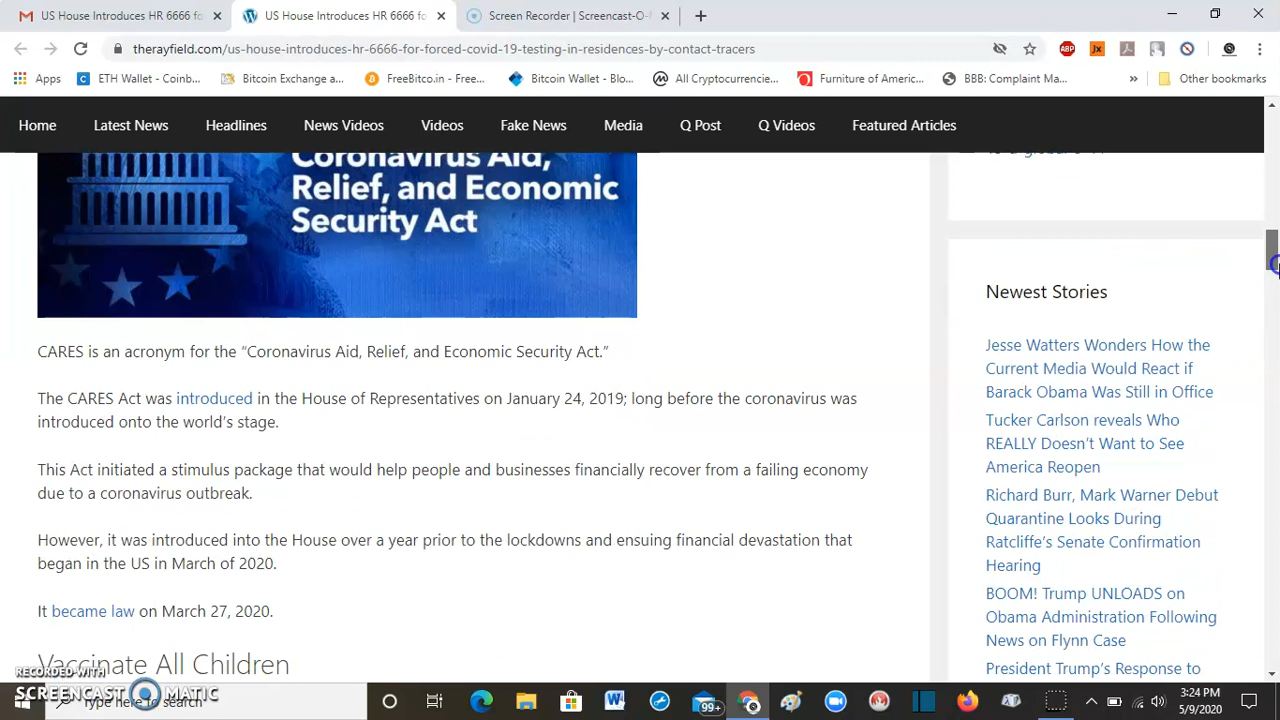 US House Introduces HR 6666 fo
US House Introduces HR 6666 fo
Screen Recorder | Screencast-O-
therayfield.com/us-house-introduces-hr-6666-for-forced-covid-19-testing-in-residences-by-contact-tracers
ABP
Apps
ETH Wallet - Coinb...
Bitcoin Exchange a...
FreeBitco.in - Free...
Bitcoin Wallet - Blo...
All Cryptocurrencie...
Furniture of Americ...
BBB: Complaint Ma...
»
Other bookmarks
Home
Latest News
Headlines
News Videos
Videos
Fake News
Media
Q Post
Q Videos
Featured Articles
Coronavirus Aid,
Relief, and Economic
Security Act
CARES is an acronym for the “Coronavirus Aid, Relief, and Economic Security Act.”
The CARES Act was introduced in the House of Representatives on January 24, 2019; long before the coronavirus was
introduced onto the world’s stage.
This Act initiated a stimulus package that would help people and businesses financially recover from a failing economy
due to a coronavirus outbreak.
However, it was introduced into the House over a year prior to the lockdowns and ensuing financial devastation that
began in the US in March of 2020.
It became law on March 27, 2020.
Vaccinate All Children
Newest Stories
Jesse Watters Wonders How the
Current Media Would React if
Barack Obama Was Still in Office
Tucker Carlson reveals Who
REALLY Doesn’t Want to See
America Reopen
Richard Burr, Mark Warner Debut
Quarantine Looks During
Ratcliffe’s Senate Confirmation
Hearing
BOOM! Trump UNLOADS on
Obama Administration Following
News on Flynn Case
President Trump’s Response to
RECORDED WITH
SCREENCAST MATIC
Type here to search
99+
3:24 PM
5/9/2020